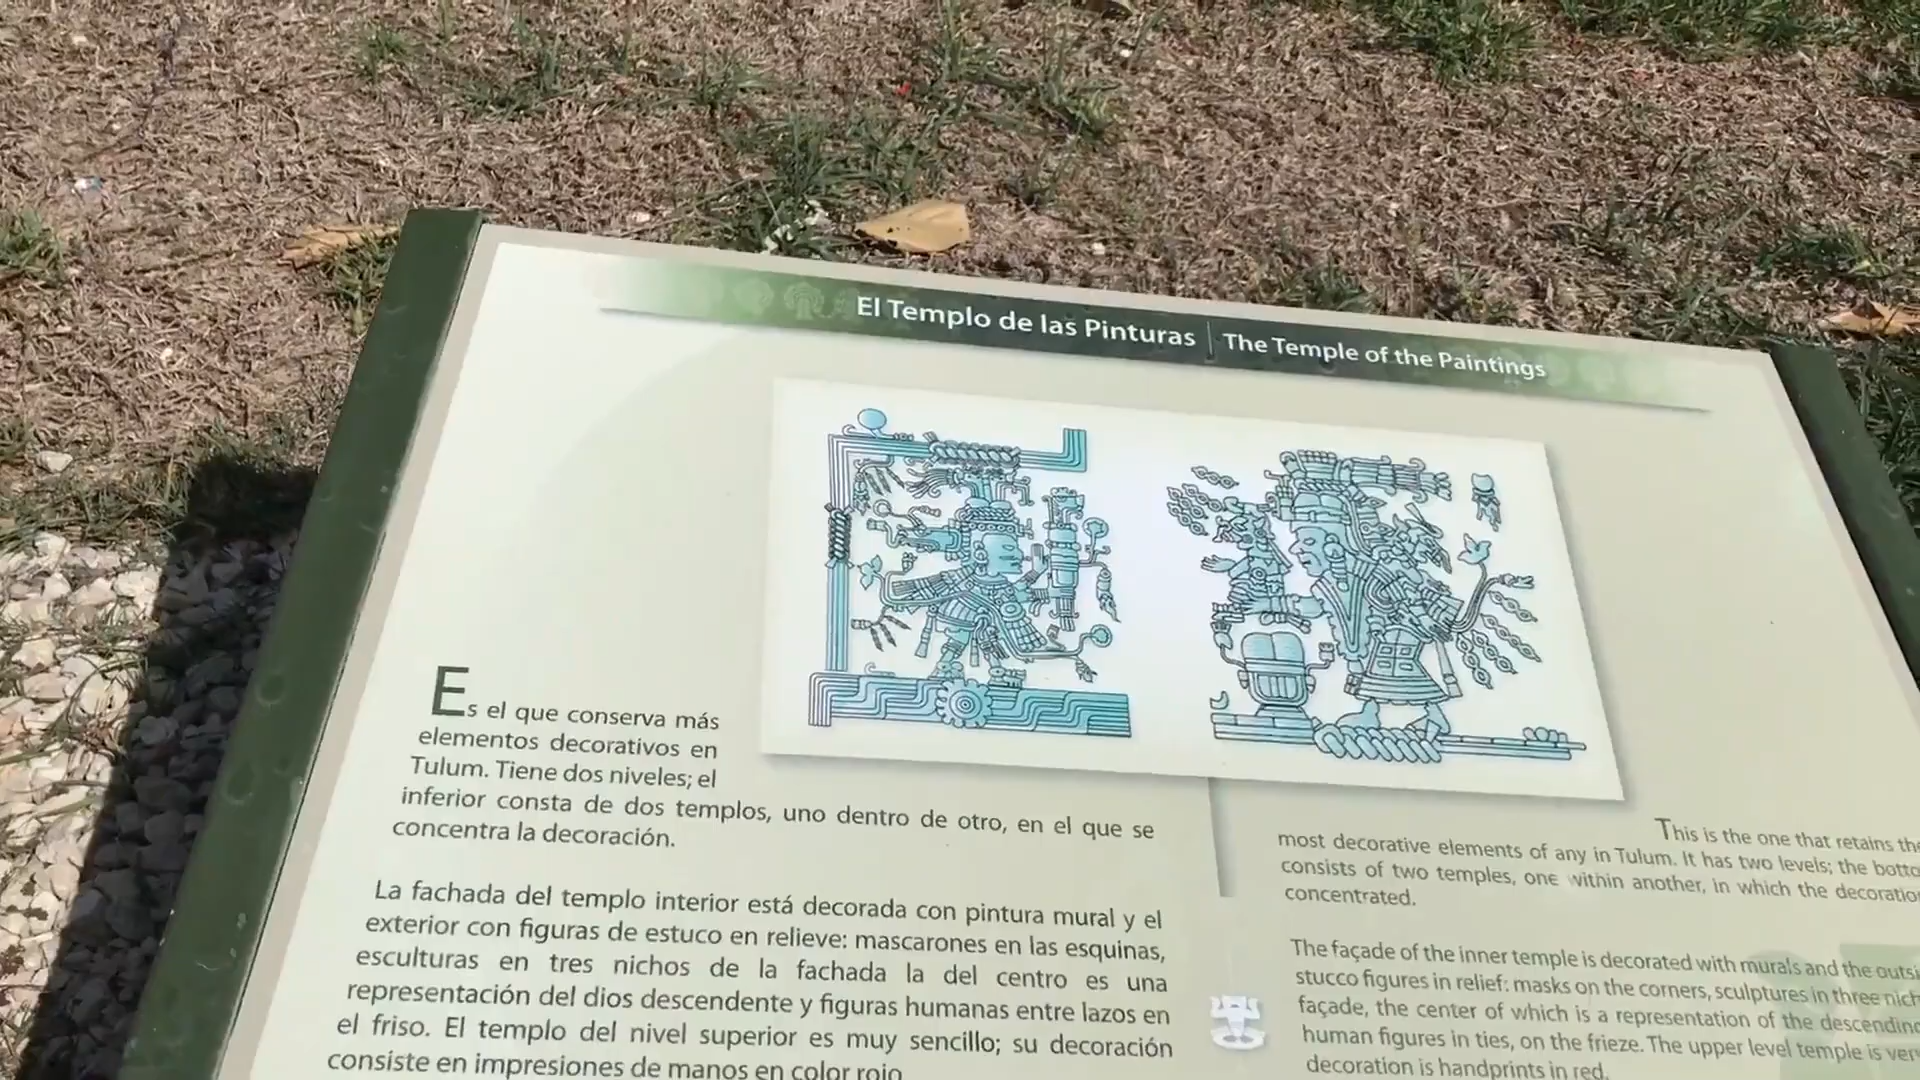 El Templo de las Pinturas | The Temple of the Paintings
Es el que conserva más
elementos decorativos en
Tulum. Tiene dos niveles; el
inferior consta de dos templos, uno dentro de otro, en el que se
concentra la decoración.
La fachada del templo interior está decorada con pintura mural y el
exterior con figuras de estuco en relieve: mascarones en las esquinas,
esculturas en tres nichos de la fachada la del centro es una
representación del dios descendente y figuras humanas entre lazos en
el friso. El templo del nivel superior es muy sencillo; su decoración
consiste en impresiones de manos en color rojo
This is the one that retains the
most decorative elements of any in Tulum. It has two levels; the
consists of two temples, one within another, in which the
concentrated.
The façade of the inner temple is decorated with murals and the
stucco figures in relief: masks on the corners, sculptures in three
façade, the center of which is a representation of the
human figures in ties, on the frieze. The upper level temple is
decoration is handprints in red.